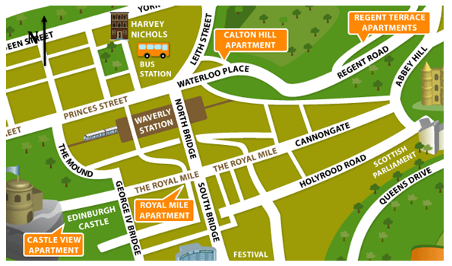 YORK
HARVEY
NICHOLS
LEITH STREET
CALTON HILL
APARTMENT
REGENT TERRACE
APARTMENTS
N
QUEEN STREET
BUS
STATION
WATERLOO PLACE
REGENT ROAD
ABBEY HILL
PRINCES STREET
STREET
WAVERLY
STATION
NORTH BRIDGE
CANNONGATE
THE MOUND
THE ROYAL MILE
THE ROYAL MILE
HOLYROOD ROAD
SCOTTISH
PARLIAMENT
QUEENS DRIVE
GEORGE IV BRIDGE
ROYAL MILE
APARTMENT
SOUTH BRIDGE
EDINBURGH
CASTLE
CASTLE VIEW
APARTMENT
FESTIVAL